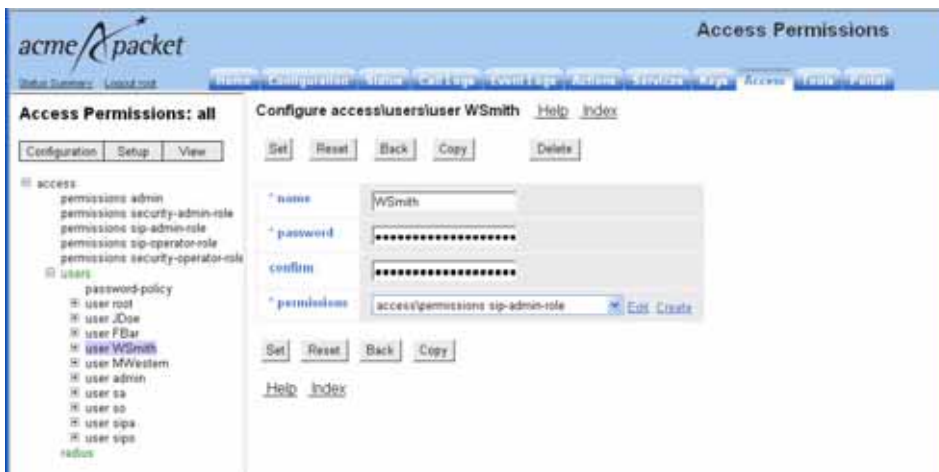 acme packet
Access Permissions
Status Summary Logout root
Home Configuration Status Call Logs Event Logs Actions Services Keys Access Tools Portal
Access Permissions: all
Configuration Setup View
access
permissions admin
permissions security-admin-role
permissions sip-admin-role
permissions sip-operator-role
permissions security-operator-role
users
password-policy
user root
user JDoe
user FBar
user WSmith
user MWestern
user admin
user sa
user so
user sipa
user sipo
radius
Configure access\users\user WSmith Help Index
Set Reset Back Copy Delete
* name WSmith
* password
confirm
* permissions access\permissions sip-admin-role Edit Create
Set Reset Back Copy
Help Index